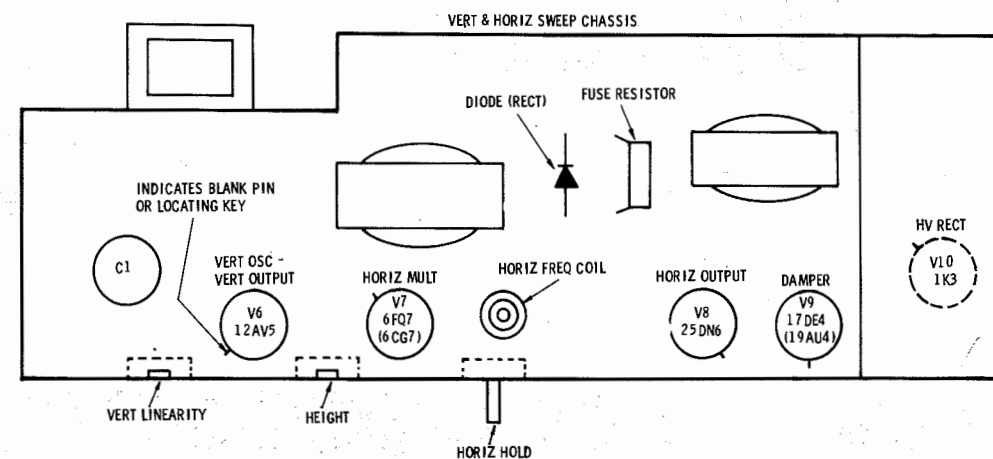 VERT & HORIZ SWEEP CHASSIS
DIODE (RECT)
FUSE RESISTOR
INDICATES BLANK PIN
OR LOCATING KEY
HV RECT
C1
VERT OSC -
VERT OUTPUT
HORIZ MULT
HORIZ FREQ COIL
HORIZ OUTPUT
DAMPER
V10
1K3
V6
12AV5
V7
6FQ7
(6CG7)
V8
25DN6
V9
17DE4
(19AU4)
VERT LINEARITY
HEIGHT
HORIZ HOLD